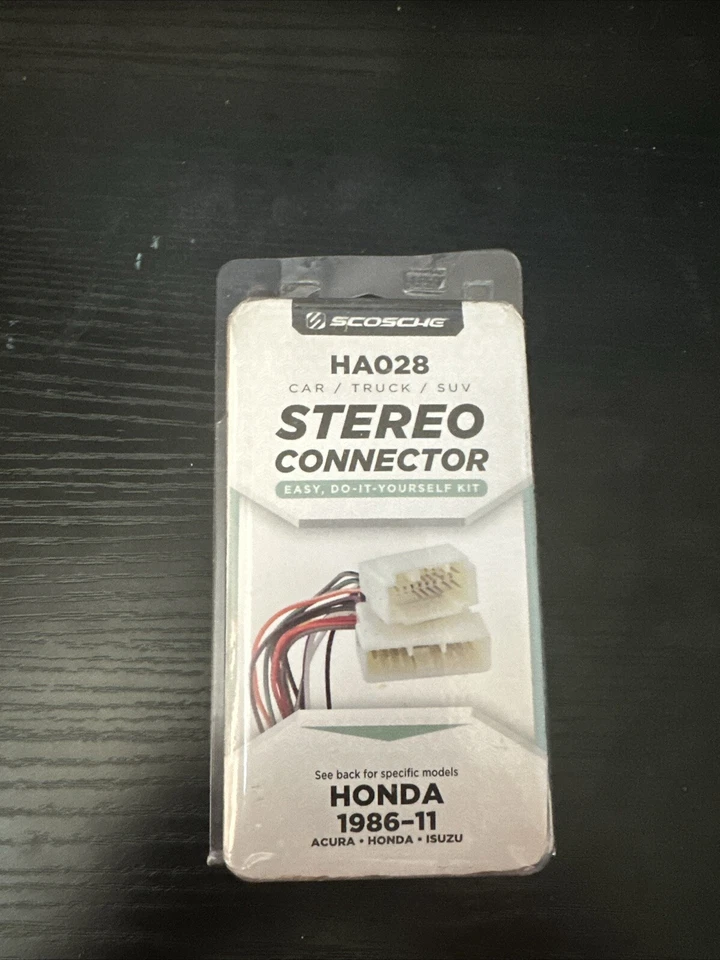 SCOSCHE
HA028
CAR / TRUCK / SUV
STEREO
CONNECTOR
EASY, DO-IT-YOURSELF KIT
See back for specific models
HONDA
1986-11
ACURA • HONDA • ISUZU